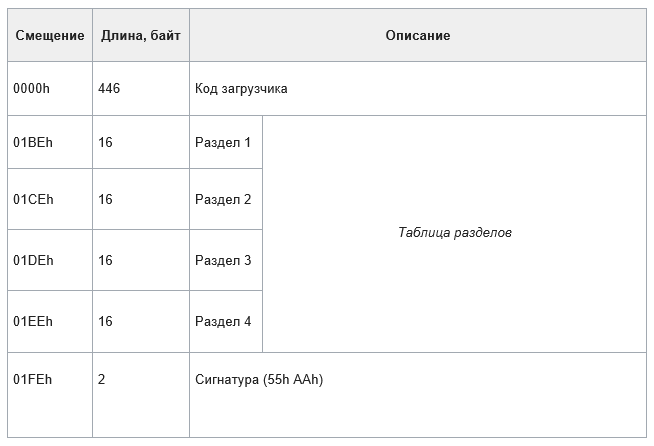 Смещение Длина, байт Описание
0000h 446 Код загрузчика
01BEh 16 Раздел 1
01CEh 16 Раздел 2
Таблица разделов
01DEh 16 Раздел 3
01EEh 16 Раздел 4
01FEh 2 Сигнатура (55h AAh)